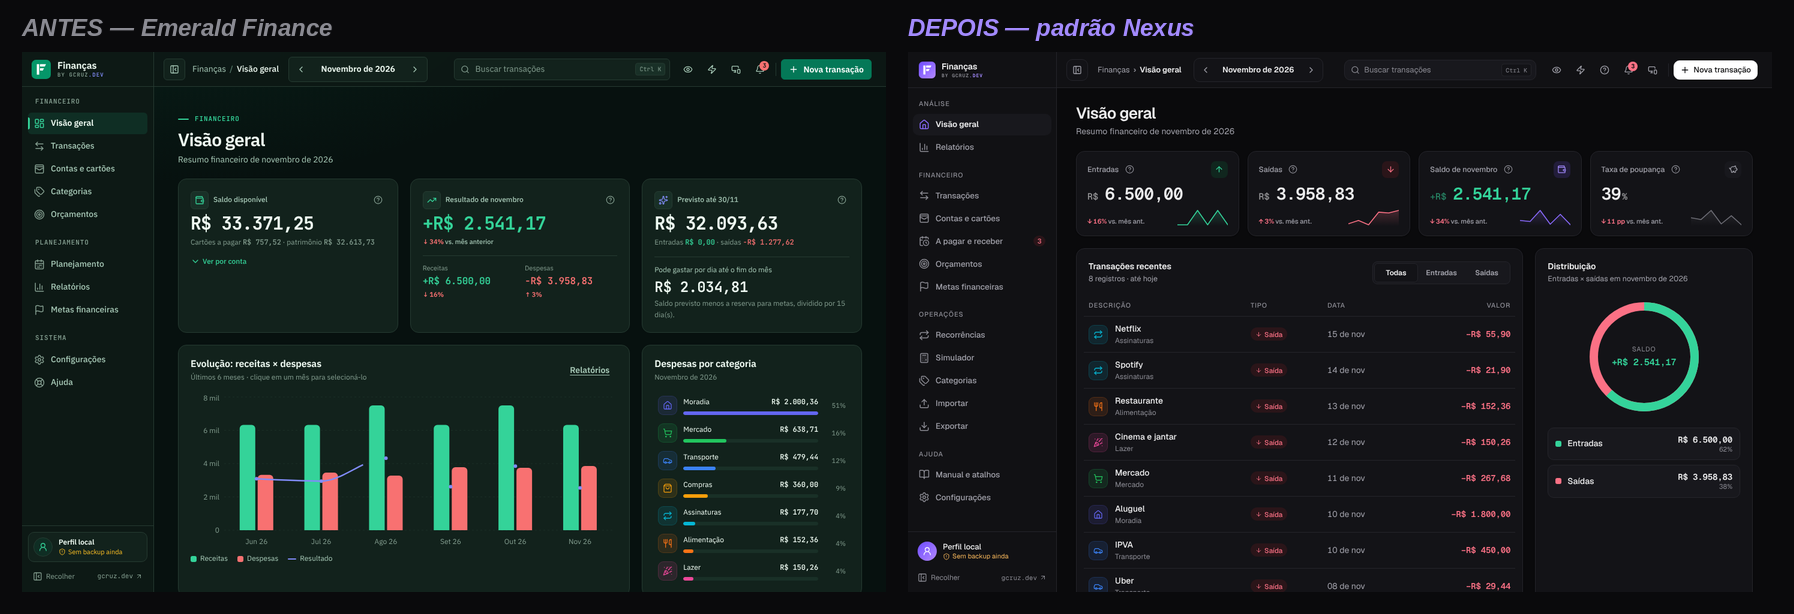 ANTES — Emerald Finance
Finanças
BY GCRUZ.DEV
Finanças / Visão geral
Novembro de 2026
Buscar transações
Ctrl K
3
+ Nova transação
FINANCEIRO
Visão geral
Transações
Contas e cartões
Categorias
Orçamentos
PLANEJAMENTO
Planejamento
Relatórios
Metas financeiras
SISTEMA
Configurações
Ajuda
Perfil local
Sem backup ainda
Recolher
gcruz.dev ↗
— FINANCEIRO
Visão geral
Resumo financeiro de novembro de 2026
Saldo disponível
R$ 33.371,25
Cartões a pagar R$ 757,52 · patrimônio R$ 32.613,73
Ver por conta
Resultado de novembro
+R$ 2.541,17
↓ 34% vs. mês anterior
Receitas
+R$ 6.500,00
↓ 16%
Despesas
-R$ 3.958,83
↑ 3%
Previsto até 30/11
R$ 32.093,63
Entradas R$ 0,00 · saídas -R$ 1.277,62
Pode gastar por dia até o fim do mês
R$ 2.034,81
Saldo previsto menos a reserva para metas, dividido por 15
dia(s).
Evolução: receitas × despesas
Últimos 6 meses · clique em um mês para selecioná-lo
Relatórios
8 mil
6 mil
4 mil
2 mil
0
Jun 26
Jul 26
Ago 26
Set 26
Out 26
Nov 26
Receitas
Despesas
Resultado
Despesas por categoria
Novembro de 2026
Moradia R$ 2.000,36 51%
Mercado R$ 638,71 16%
Transporte R$ 479,44 12%
Compras R$ 360,00 9%
Assinaturas R$ 177,70 4%
Alimentação R$ 152,36 4%
Lazer R$ 150,26 4%
DEPOIS — padrão Nexus
Finanças
BY GCRUZ.DEV
Finanças › Visão geral
Novembro de 2026
Buscar transações
Ctrl K
3
+ Nova transação
ANÁLISE
Visão geral
Relatórios
FINANCEIRO
Transações
Contas e cartões
A pagar e receber 3
Orçamentos
Metas financeiras
OPERAÇÕES
Recorrências
Simulador
Categorias
Importar
Exportar
AJUDA
Manual e atalhos
Configurações
Perfil local
Sem backup ainda
Recolher
gcruz.dev ↗
Visão geral
Resumo financeiro de novembro de 2026
Entradas
R$ 6.500,00
↓ 16% vs. mês ant.
Saídas
R$ 3.958,83
↑ 3% vs. mês ant.
Saldo de novembro
+R$ 2.541,17
↓ 34% vs. mês ant.
Taxa de poupança
39%
↓ 11 pp vs. mês ant.
Transações recentes
8 registros · até hoje
Todas Entradas Saídas
DESCRIÇÃO TIPO DATA VALOR
Netflix
Assinaturas
↓ Saída 15 de nov −R$ 55,90
Spotify
Assinaturas
↓ Saída 14 de nov −R$ 21,90
Restaurante
Alimentação
↓ Saída 13 de nov −R$ 152,36
Cinema e jantar
Lazer
↓ Saída 12 de nov −R$ 150,26
Mercado
Mercado
↓ Saída 11 de nov −R$ 267,68
Aluguel
Moradia
↓ Saída 10 de nov −R$ 1.800,00
IPVA
Transporte
↓ Saída 10 de nov −R$ 450,00
Uber
Transporte
↓ Saída 08 de nov −R$ 29,44
Distribuição
Entradas × saídas em novembro de 2026
SALDO
+R$ 2.541,17
Entradas R$ 6.500,00
62%
Saídas R$ 3.958,83
38%